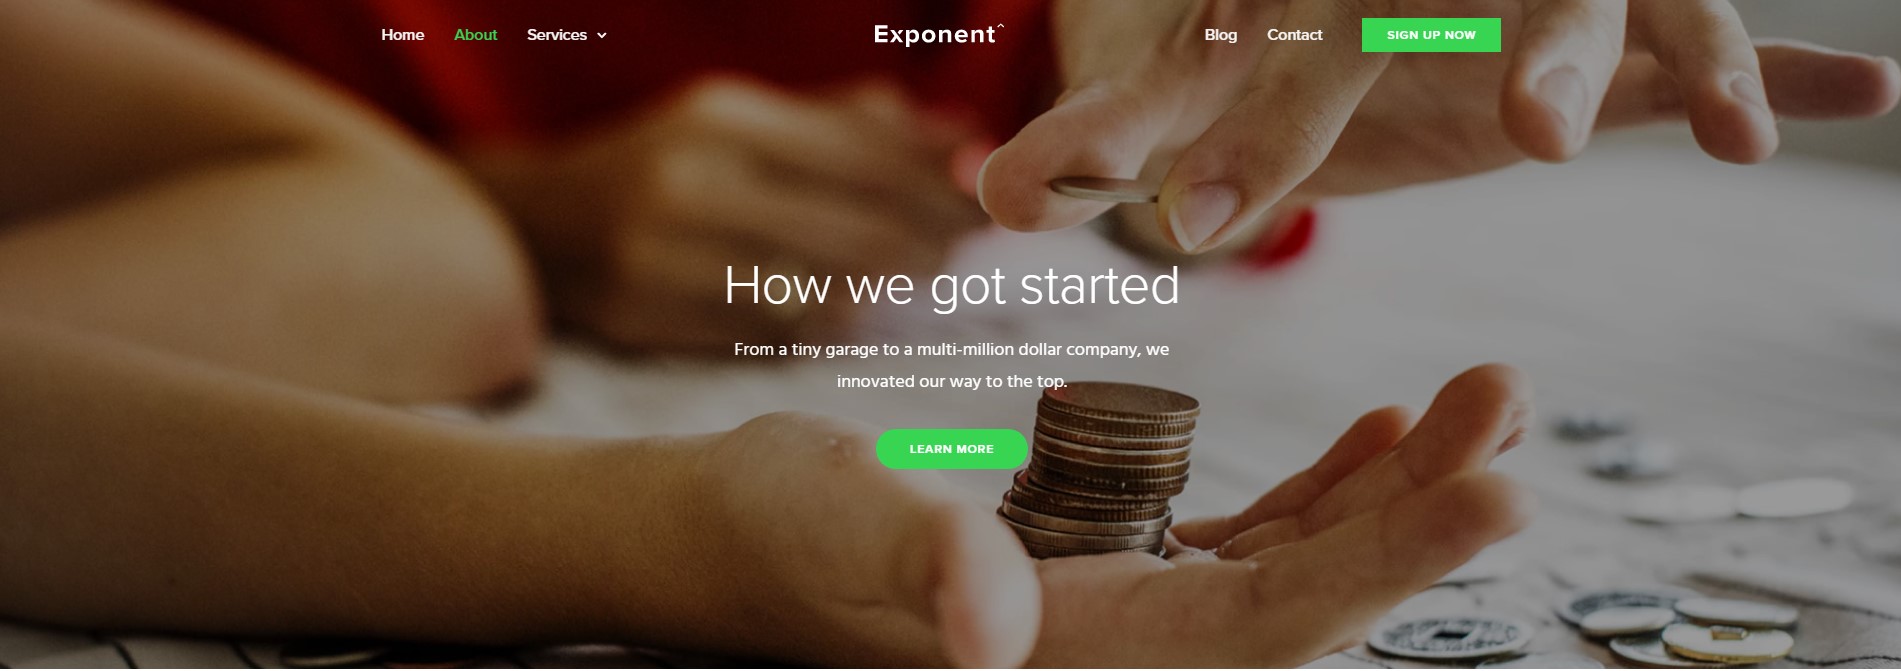 Home
About
Services
Exponent^
Blog
Contact
SIGN UP NOW
How we got started
From a tiny garage to a multi-million dollar company, we
innovated our way to the top.
LEARN MORE